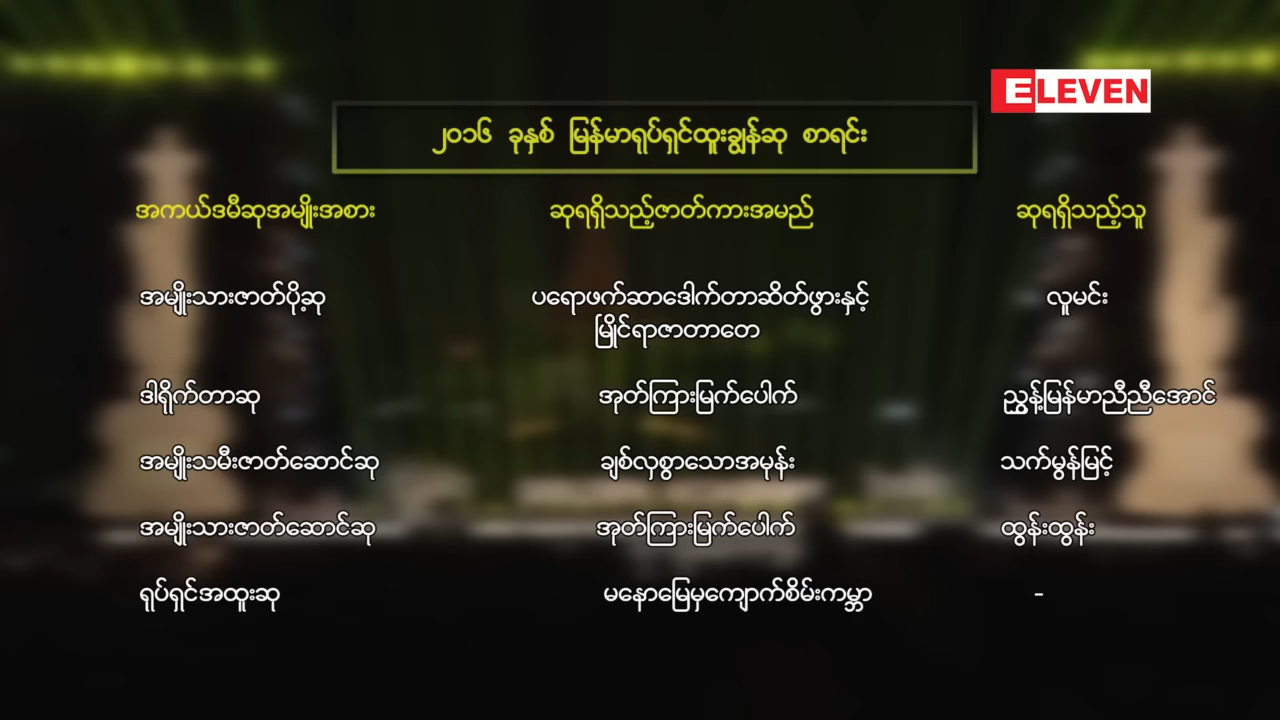 ELEVEN
၂၀၁၆ ခုနှစ် မြန်မာရုပ်ရှင်ထူးချွန်ဆု စာရင်း
အကယ်ဒမီဆုအမျိုးအစား ဆုရရှိသည့်ဇာတ်ကားအမည် ဆုရရှိသည့်သူ
အမျိုးသားဇာတ်ပို့ဆု ပရောဖက်ဆာဒေါက်တာဆိတ်ဖွားနှင့် လူမင်း
မြိုင်ရာဇာတာတေ
ဒါရိုက်တာဆု အုတ်ကြားမြက်ပေါက် ညွှန့်မြန်မာညီညီအောင်
အမျိုးသမီးဇာတ်ဆောင်ဆု ချစ်လှစွာသောအမုန်း သက်မွန်မြင့်
အမျိုးသားဇာတ်ဆောင်ဆု အုတ်ကြားမြက်ပေါက် ထွန်းထွန်း
ရုပ်ရှင်အထူးဆု မနောမြေမှကျောက်စိမ်းကမ္ဘာ -